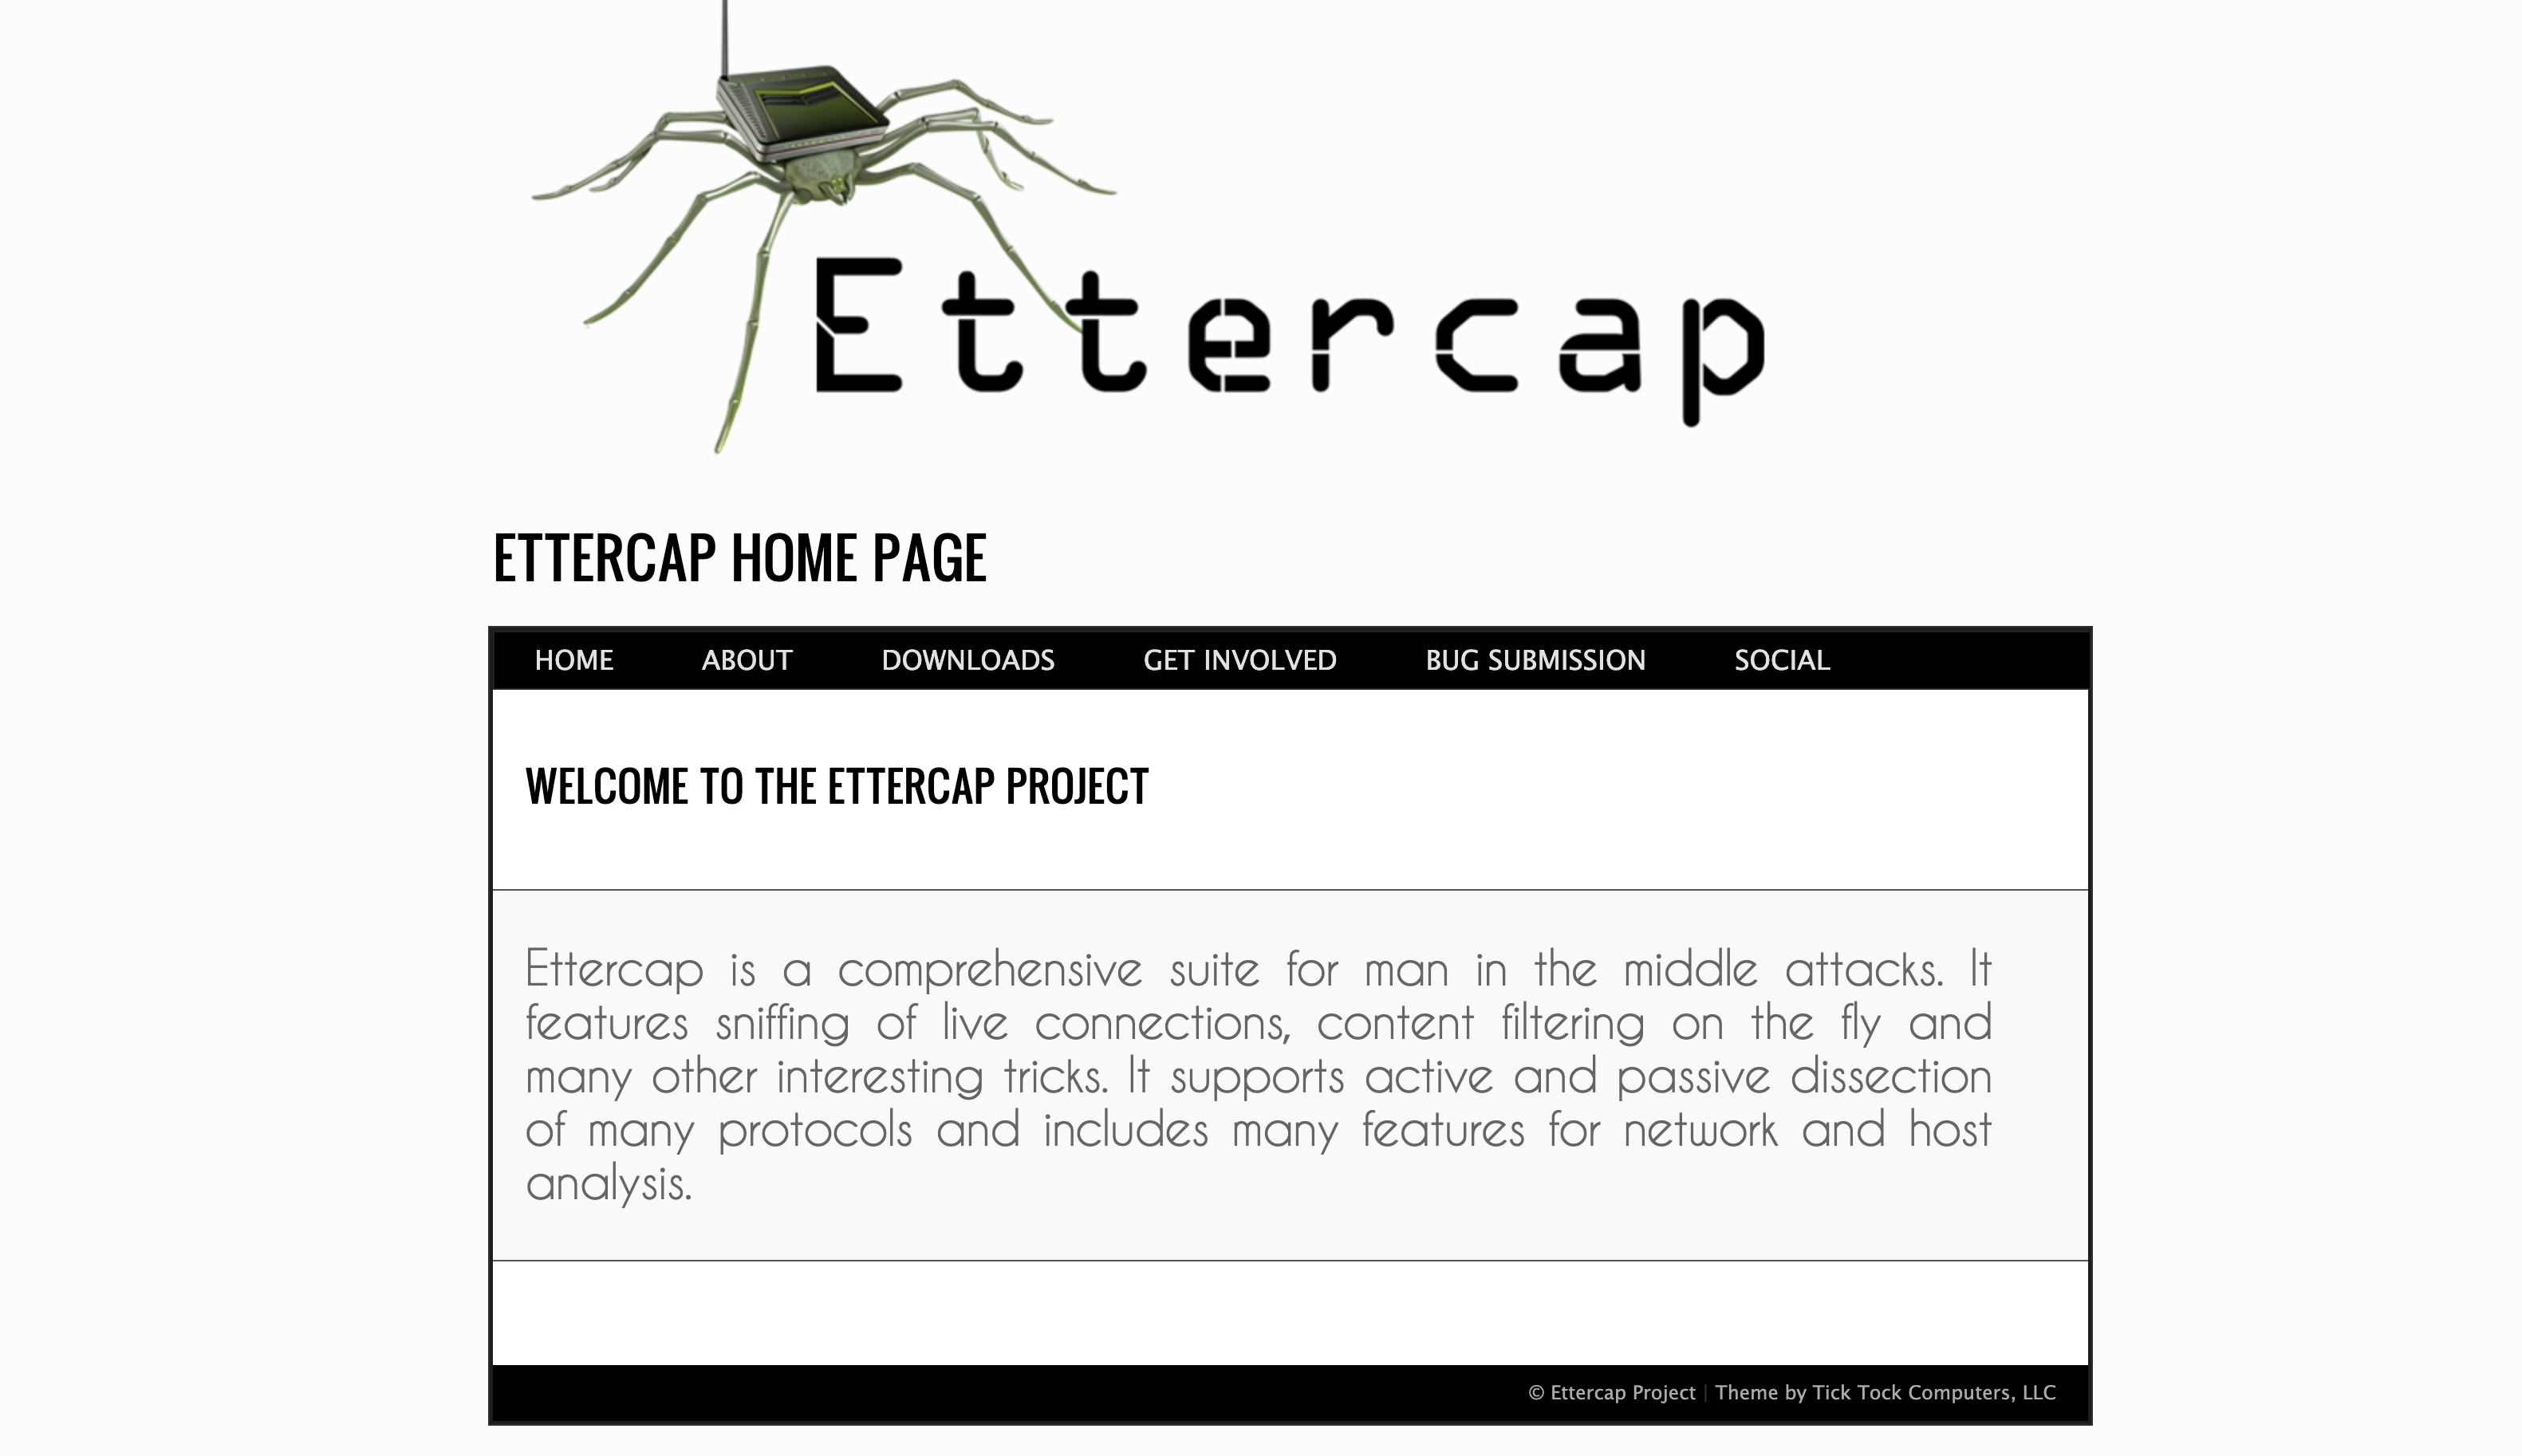 Ettercap
ETTERCAP HOME PAGE
HOME ABOUT DOWNLOADS GET INVOLVED BUG SUBMISSION SOCIAL
WELCOME TO THE ETTERCAP PROJECT
Ettercap is a comprehensive suite for man in the middle attacks. It
features sniffing of live connections, content filtering on the fly and
many other interesting tricks. It supports active and passive dissection
of many protocols and includes many features for network and host
analysis.
© Ettercap Project | Theme by Tick Tock Computers, LLC